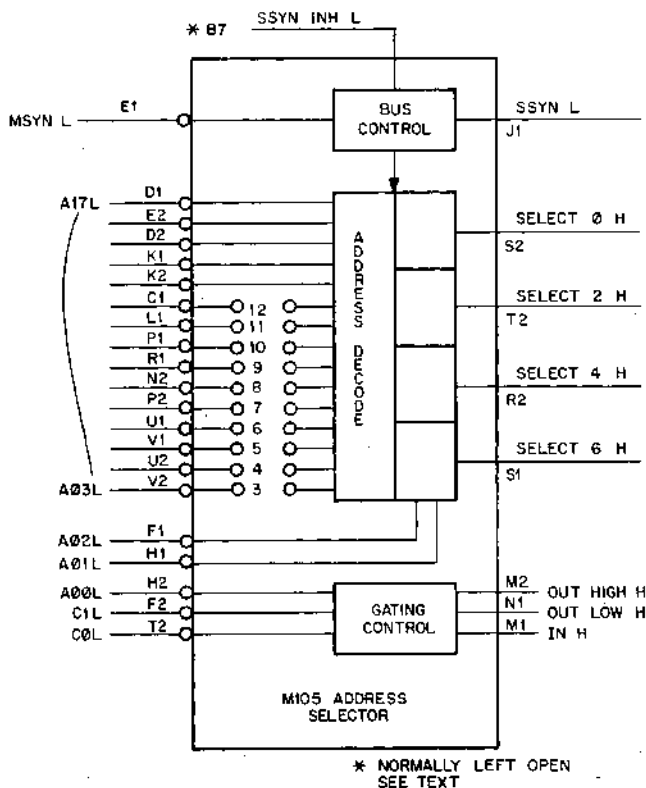 SSYN INH L
* B7
E1
MSYN L
BUS
CONTROL
SSYN L
J1
A17L
D1
E2
D2
K1
K2
C1
L1
P1
R1
N2
P2
U1
V1
U2
V2
A03L
12
11
10
9
8
7
6
5
4
3
ADDRESS DECODE
SELECT 0 H
S2
SELECT 2 H
T2
SELECT 4 H
R2
SELECT 6 H
S1
A02L
F1
A01L
H1
A00L
H2
C1L
F2
C0L
T2
GATING
CONTROL
M2
OUT HIGH H
N1
OUT LOW H
M1
IN H
M105 ADDRESS
SELECTOR
* NORMALLY LEFT OPEN
SEE TEXT